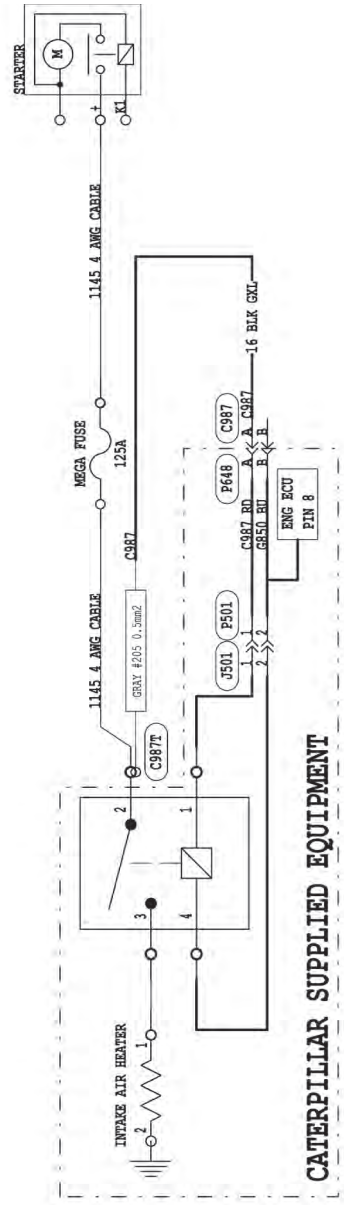 STARTER
M
+
K1
1145 4 AWG CABLE
MEGA FUSE
125A
1145 4 AWG CABLE
C987
GRAY #205 0.5mm2
C987T
16 BLK GXL
C987
C987
A
B
P648
A
B
C987 RD
G850 BU
ENG ECU
PIN 8
P501
1
2
J501
1
2
2
1
3
4
INTAKE AIR HEATER
1
2
CATERPILLAR SUPPLIED EQUIPMENT